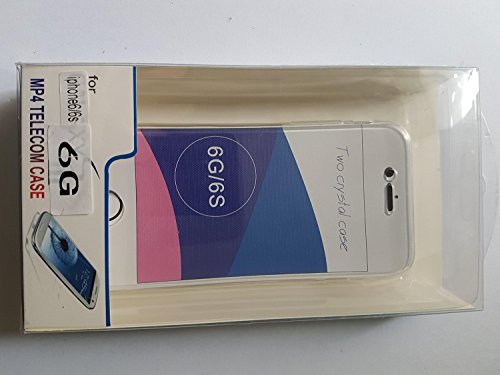 for
iphone6/6s
6G
MP4 TELECOM CASE
6G/6S
Two crystal case